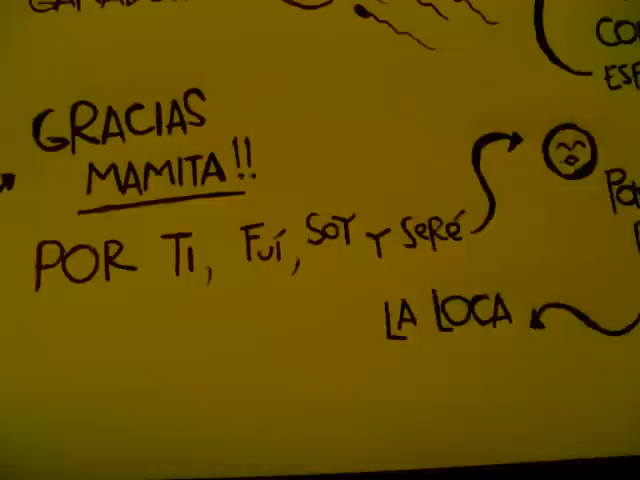 GRACIAS
MAMITA!!
POR TI, Fuí, SOY Y SeRé
LA LOCA